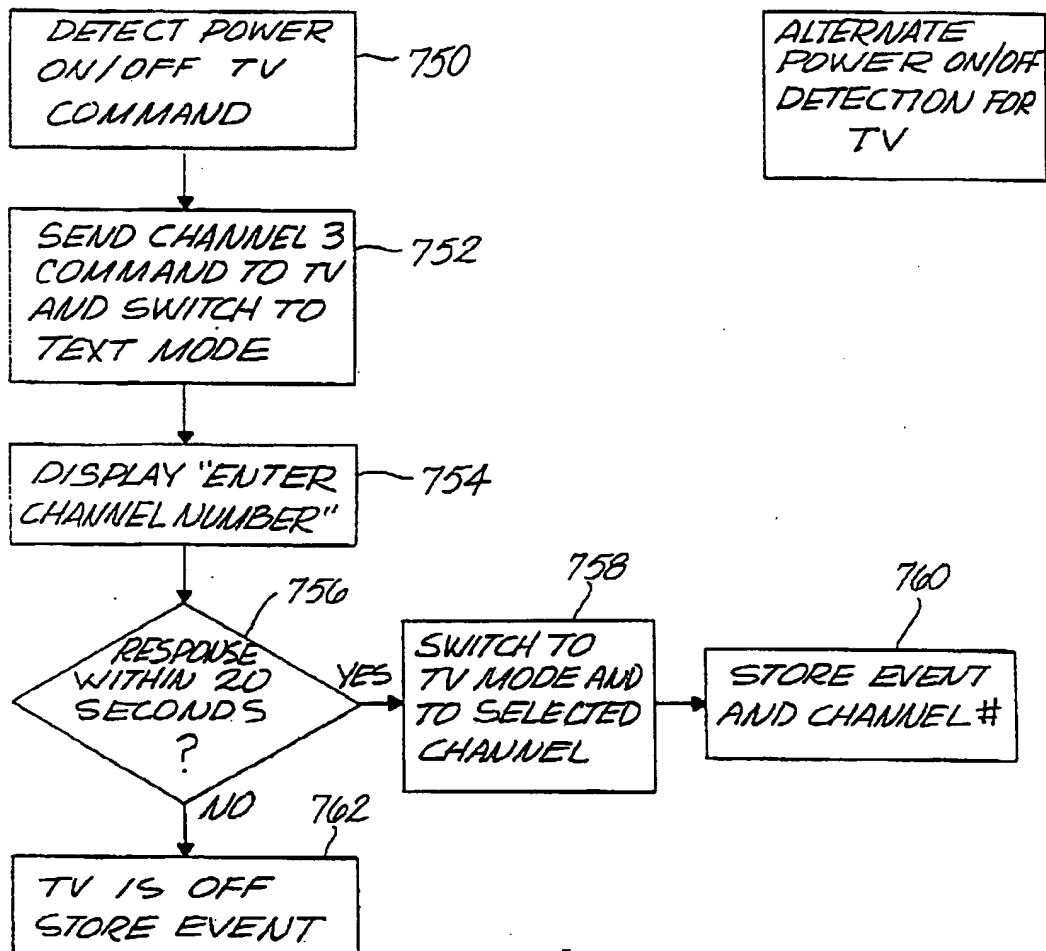 DETECT POWER
ON/OFF TV
COMMAND
750
ALTERNATE
POWER ON/OFF
DETECTION FOR
TV
SEND CHANNEL 3
COMMAND TO TV
AND SWITCH TO
TEXT MODE
752
DISPLAY "ENTER
CHANNEL NUMBER"
754
756
RESPONSE
WITHIN 20
SECONDS
?
YES
NO
758
SWITCH TO
TV MODE AND
TO SELECTED
CHANNEL
760
STORE EVENT
AND CHANNEL #
762
TV IS OFF
STORE EVENT